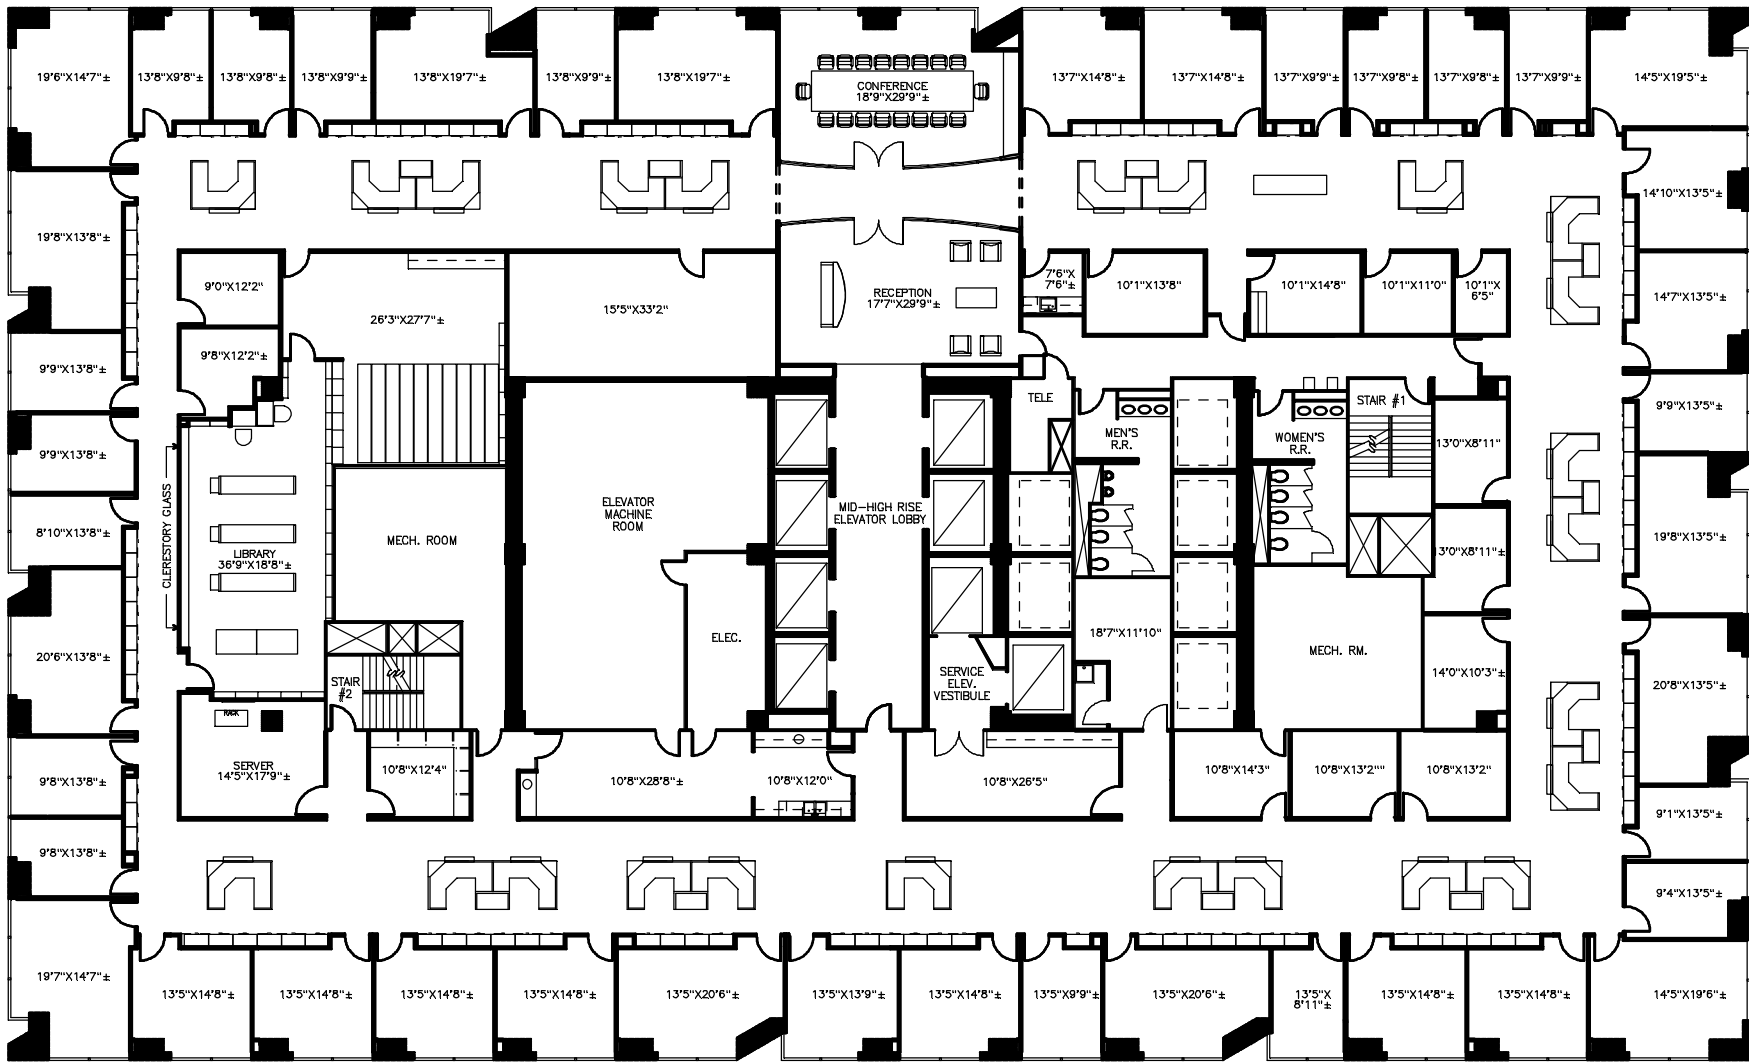 19'6"X14'7"±
13'8"X9'8"±
13'8"X9'8"±
13'8"X9'9"±
13'8"X19'7"±
13'8"X9'9"±
13'8"X19'7"±
CONFERENCE
18'9"X29'9"±
13'7"X14'8"±
13'7"X14'8"±
13'7"X9'9"±
13'7"X9'8"±
13'7"X9'8"±
13'7"X9'9"±
14'5"X19'5"±
14'10"X13'5"±
19'8"X13'8"±
9'0"X12'2"
26'3"X27'7"±
15'5"X33'2"
RECEPTION
17'7"X29'9"±
7'6"X
7'6"±
10'1"X13'8"
10'1"X14'8"
10'1"X11'0"
10'1"X
6'5"
14'7"X13'5"±
9'8"X12'2"±
9'9"X13'8"±
9'9"X13'5"±
TELE
MEN'S
R.R.
WOMEN'S
R.R.
STAIR #1
13'0"X8'11"
9'9"X13'8"±
CLERESTORY GLASS
ELEVATOR
MACHINE
ROOM
MID-HIGH RISE
ELEVATOR LOBBY
8'10"X13'8"±
LIBRARY
36'9"X18'8"±
MECH. ROOM
13'0"X8'11"
19'8"X13'5"±
20'6"X13'8"±
ELEC.
18'7"X11'10"
MECH. RM.
14'0"X10'3"±
20'8"X13'5"±
STAIR
#2
SERVICE
ELEV.
VESTIBULE
RACK
SERVER
14'5"X17'9"±
10'8"X12'4"
10'8"X28'8"±
10'8"X12'0"
10'8"X26'5"
10'8"X14'3"
10'8"X13'2""
10'8"X13'2"
9'8"X13'8"±
9'1"X13'5"±
9'8"X13'8"±
9'4"X13'5"±
19'7"X14'7"±
13'5"X14'8"±
13'5"X14'8"±
13'5"X14'8"±
13'5"X14'8"±
13'5"X20'6"±
13'5"X13'9"±
13'5"X14'8"±
13'5"X9'9"±
13'5"X20'6"±
13'5"X
8'11"±
13'5"X14'8"±
13'5"X14'8"±
14'5"X19'6"±